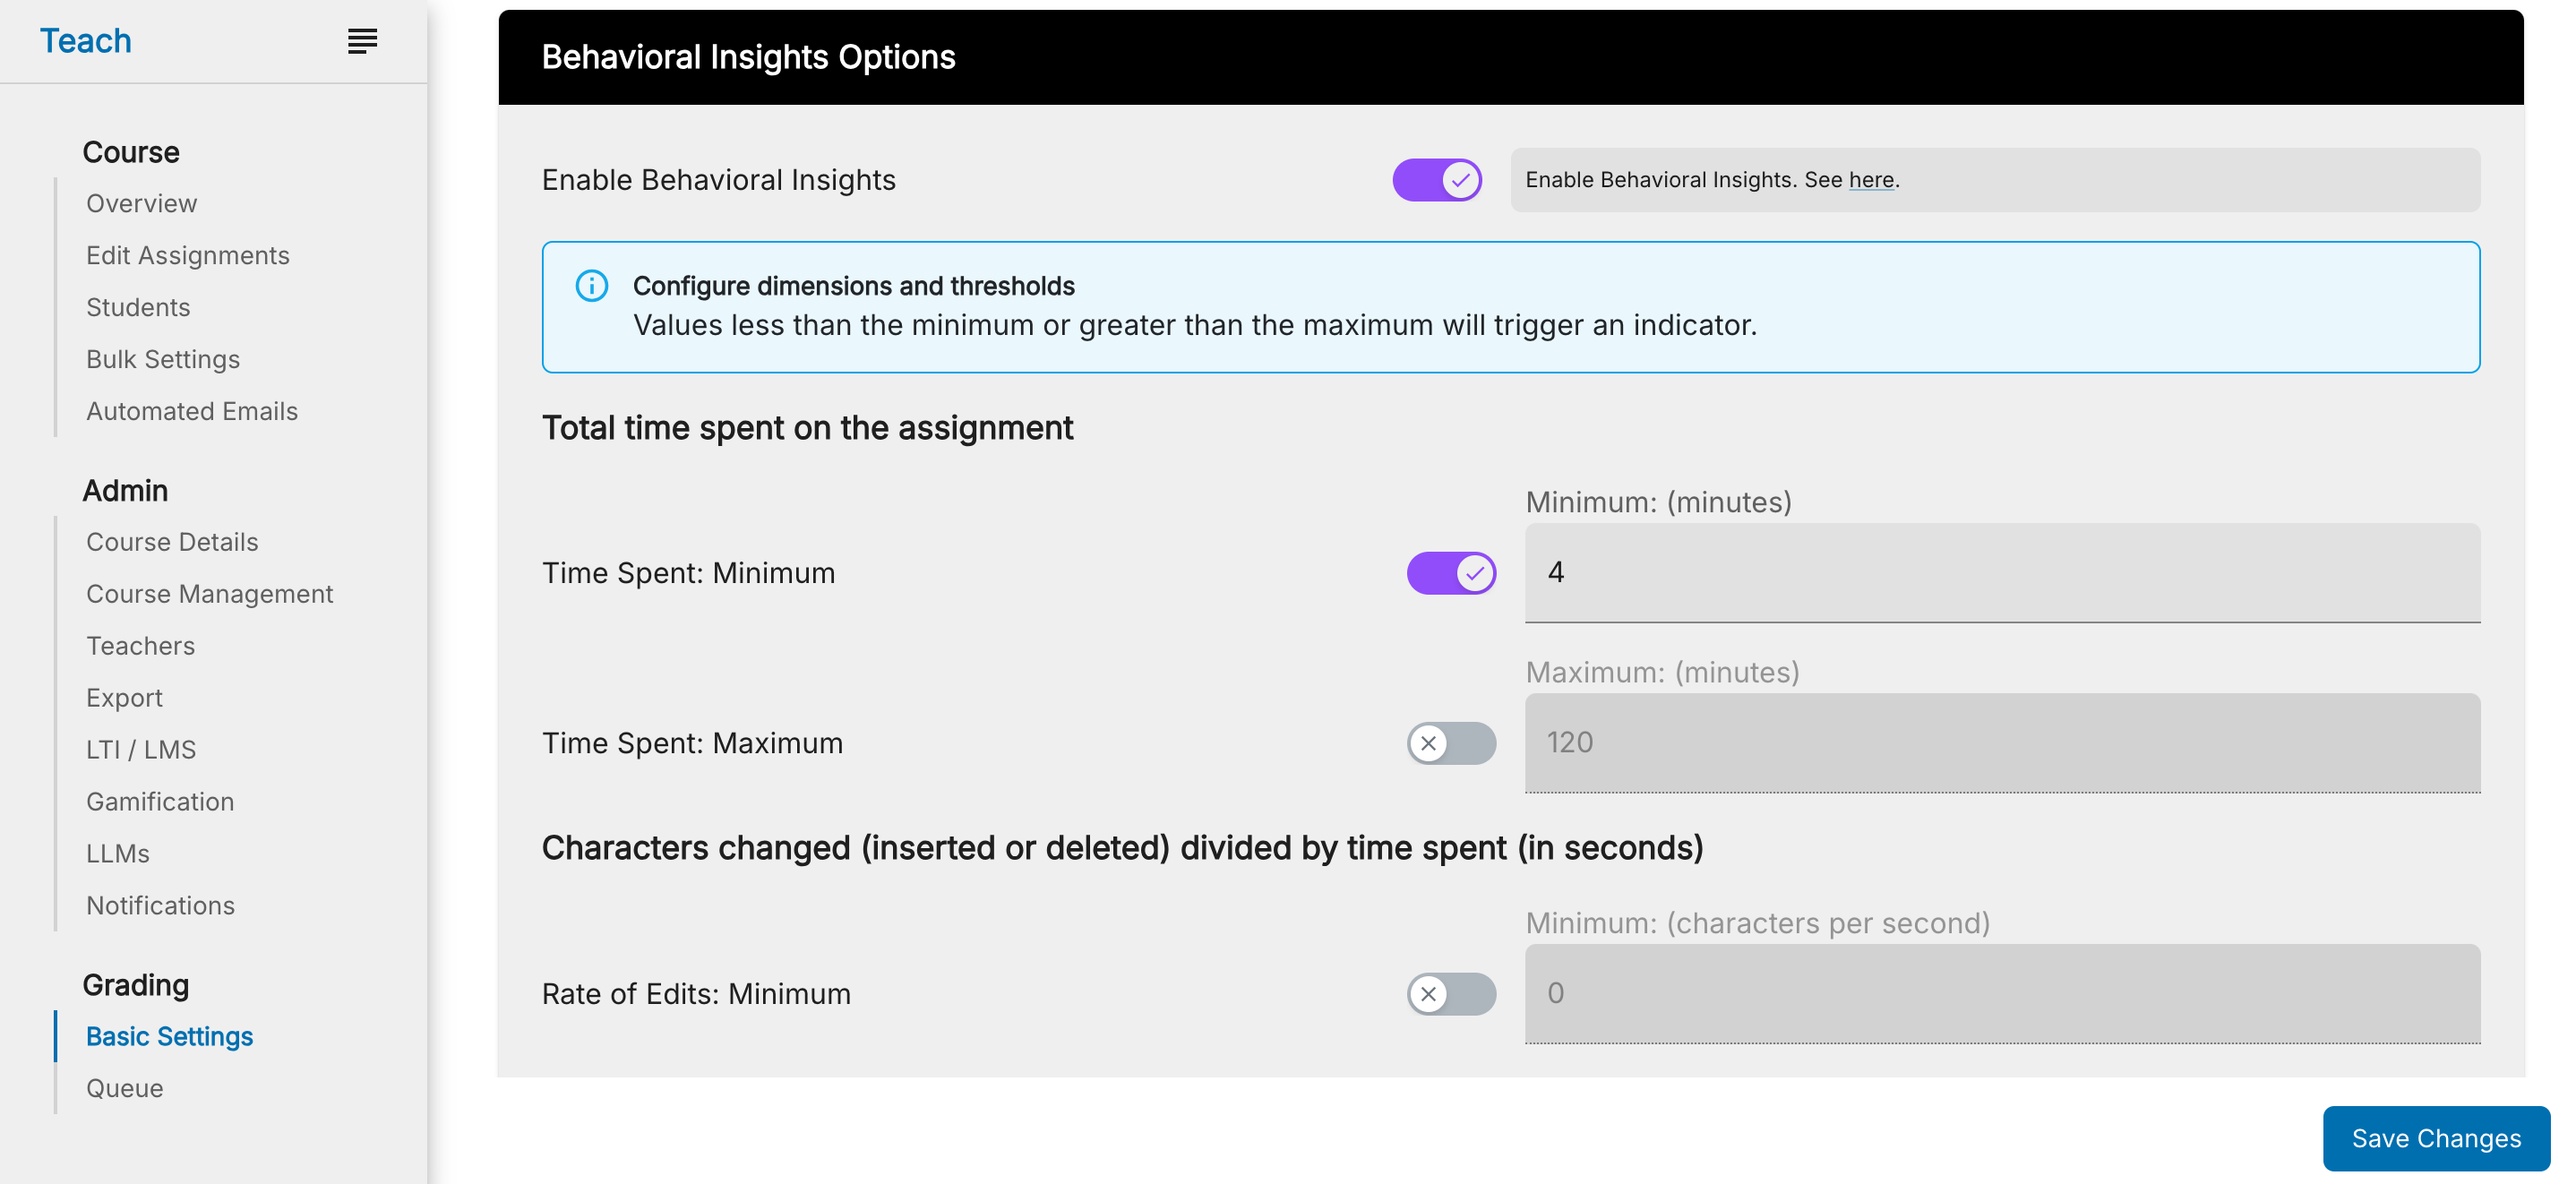 Teach
Course
Overview
Edit Assignments
Students
Bulk Settings
Automated Emails
Admin
Course Details
Course Management
Teachers
Export
LTI / LMS
Gamification
LLMs
Notifications
Grading
Basic Settings
Queue
Behavioral Insights Options
Enable Behavioral Insights
Enable Behavioral Insights. See here.
Configure dimensions and thresholds
Values less than the minimum or greater than the maximum will trigger an indicator.
Total time spent on the assignment
Minimum: (minutes)
Time Spent: Minimum
4
Maximum: (minutes)
Time Spent: Maximum
120
Characters changed (inserted or deleted) divided by time spent (in seconds)
Minimum: (characters per second)
Rate of Edits: Minimum
0
Save Changes